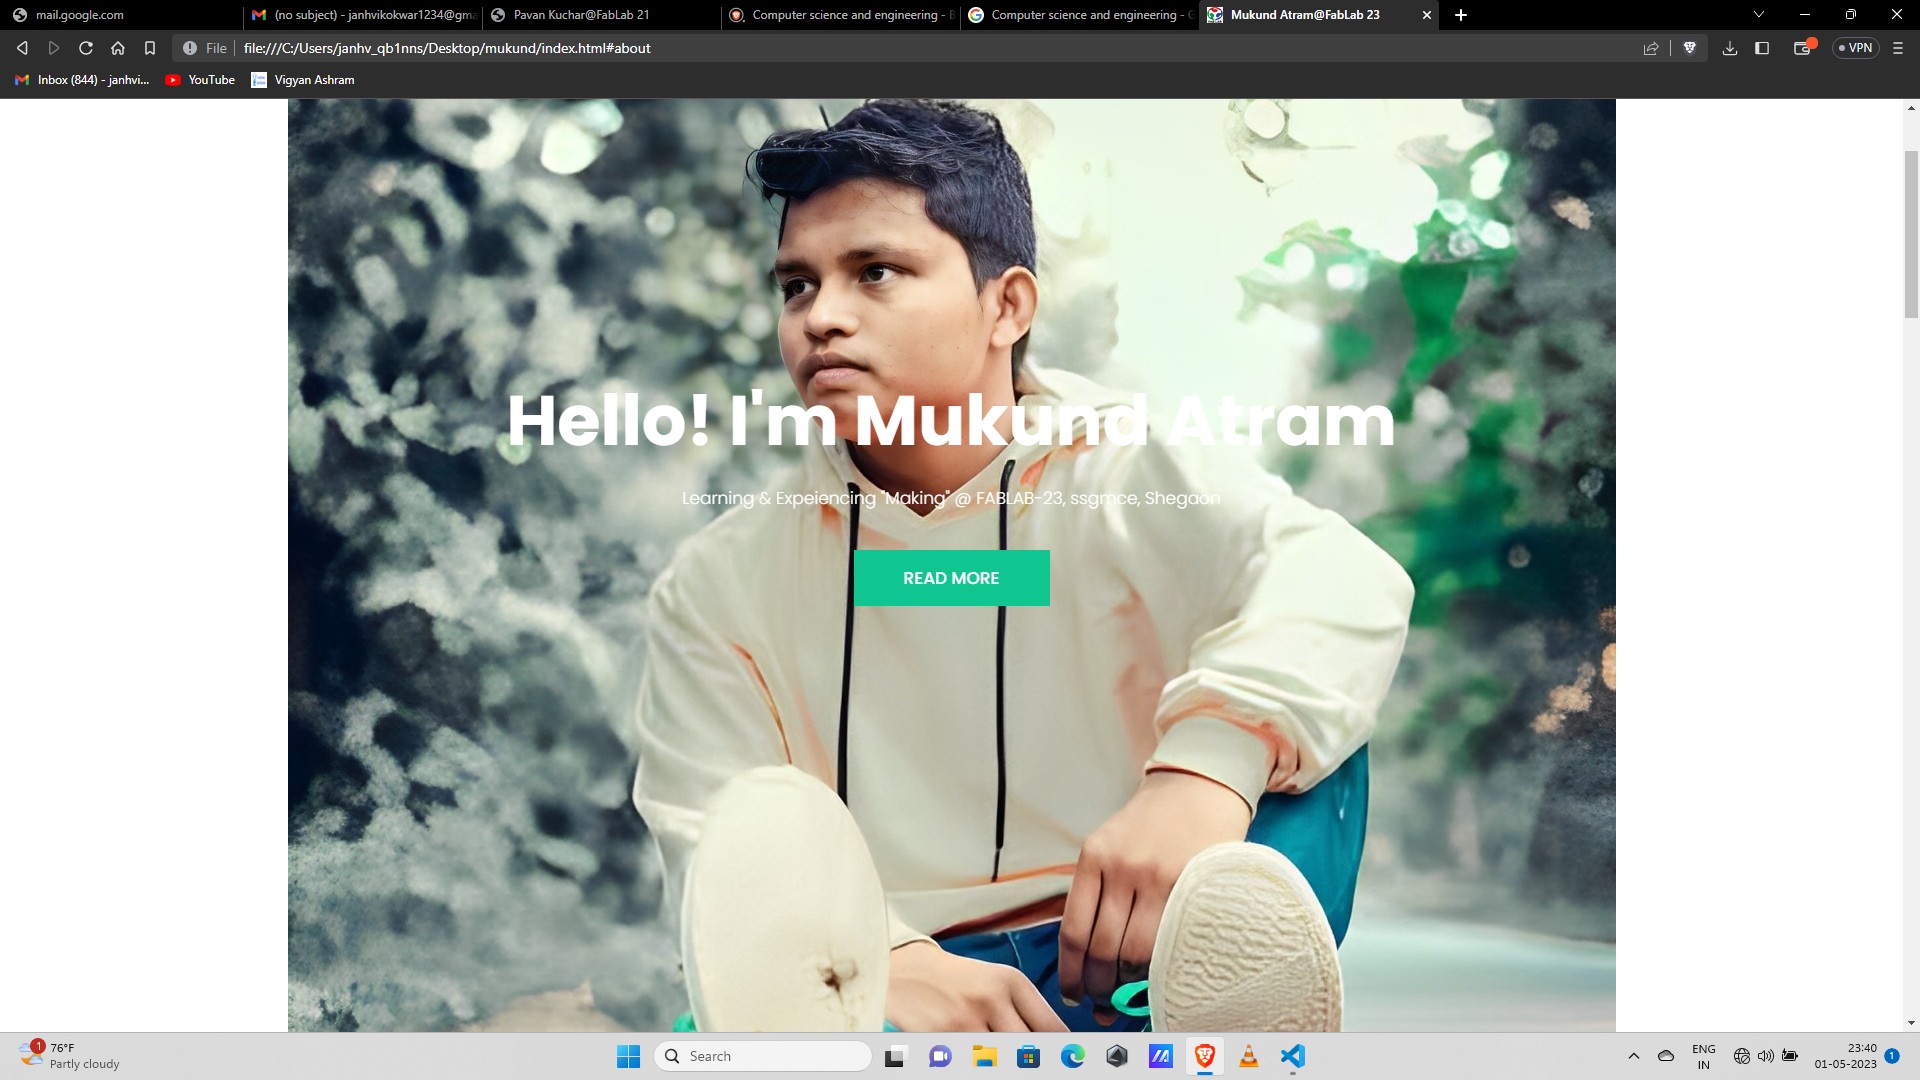 mail.google.com
(no subject) - janhvikokwar1234@gma
Pavan Kuchar@FabLab 21
Computer science and engineering - B
Computer science and engineering - G
Mukund Atram@FabLab 23
File
file:///C:/Users/janhv_qb1nns/Desktop/mukund/index.html#about
VPN
Inbox (844) - janhvi...
YouTube
Vigyan Ashram
Hello! I'm Mukund Atram
Learning & Expeiencing "Making" @ FABLAB-23, ssgmce, Shegaon
READ MORE
1
76°F
Partly cloudy
Search
ENG
IN
23:40
01-05-2023
1